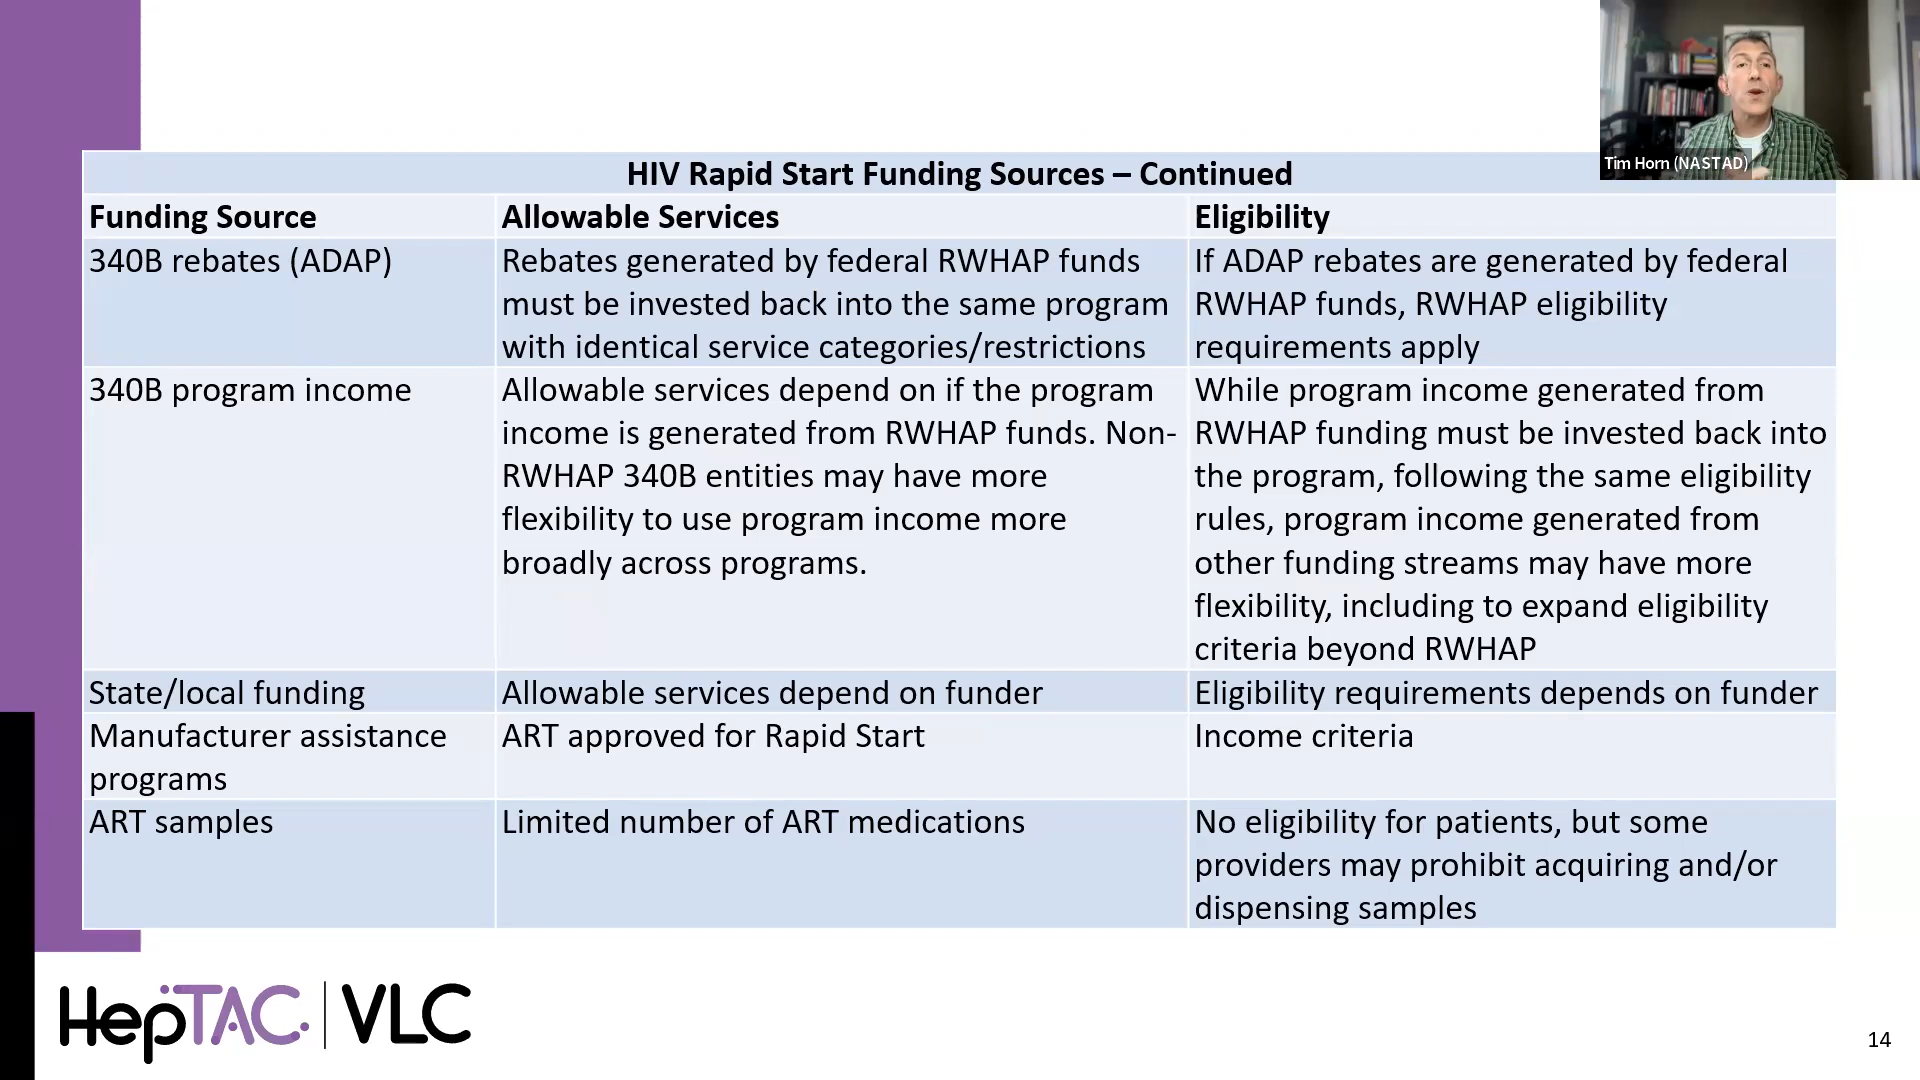 Tim Horn (NASTAD)
HIV Rapid Start Funding Sources – Continued
Funding Source
Allowable Services
Eligibility
340B rebates (ADAP)
Rebates generated by federal RWHAP funds
must be invested back into the same program
with identical service categories/restrictions
If ADAP rebates are generated by federal
RWHAP funds, RWHAP eligibility
requirements apply
340B program income
Allowable services depend on if the program
income is generated from RWHAP funds. Non-
RWHAP 340B entities may have more
flexibility to use program income more
broadly across programs.
While program income generated from
RWHAP funding must be invested back into
the program, following the same eligibility
rules, program income generated from
other funding streams may have more
flexibility, including to expand eligibility
criteria beyond RWHAP
State/local funding
Allowable services depend on funder
Eligibility requirements depends on funder
Manufacturer assistance
programs
ART approved for Rapid Start
Income criteria
ART samples
Limited number of ART medications
No eligibility for patients, but some
providers may prohibit acquiring and/or
dispensing samples
HepTAC | VLC
14